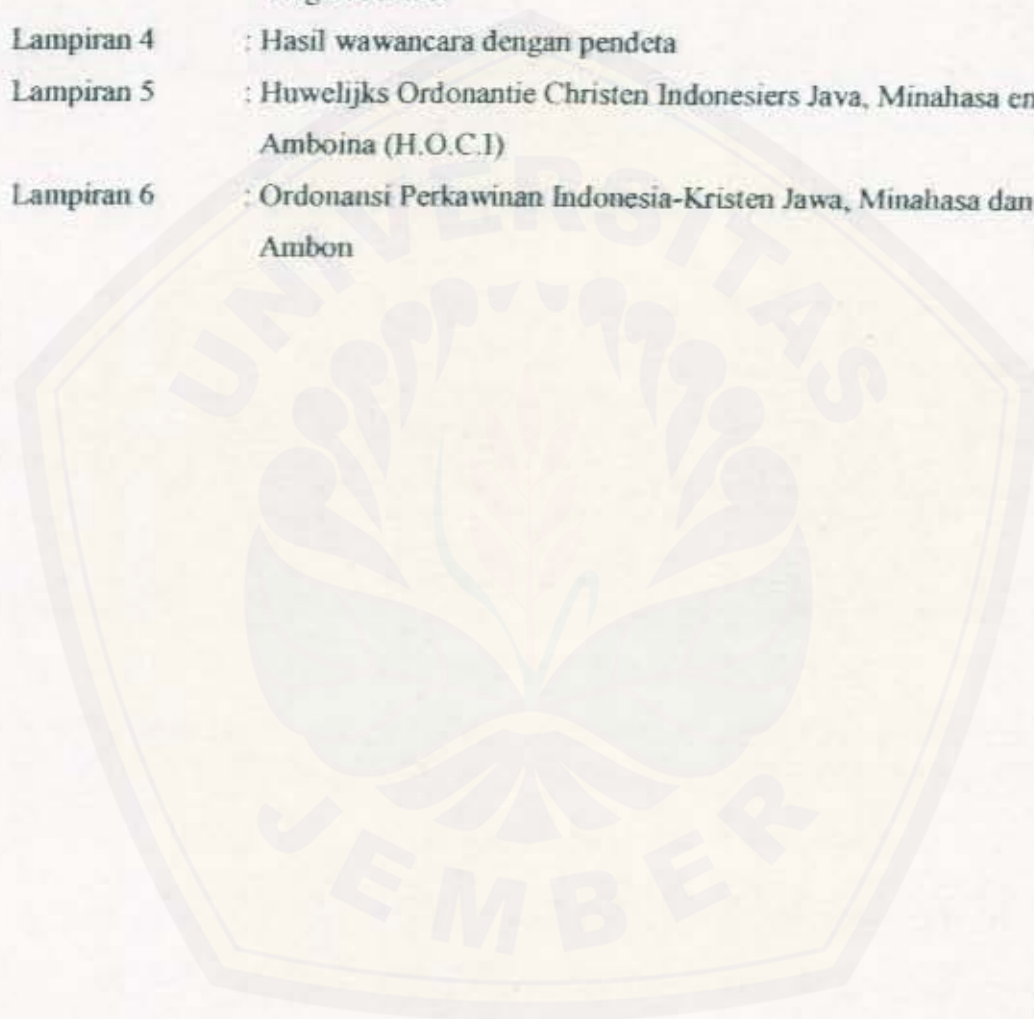 Lampiran 4 : Hasil wawancara dengan pendeta
Lampiran 5 : Huwelijks Ordonantie Christen Indonesiers Java, Minahasa en
Amboina (H.O.C.I)
Lampiran 6 : Ordonansi Perkawinan Indonesia-Kristen Jawa, Minahasa dan
Ambon
UNIVERSITAS
JEMBER